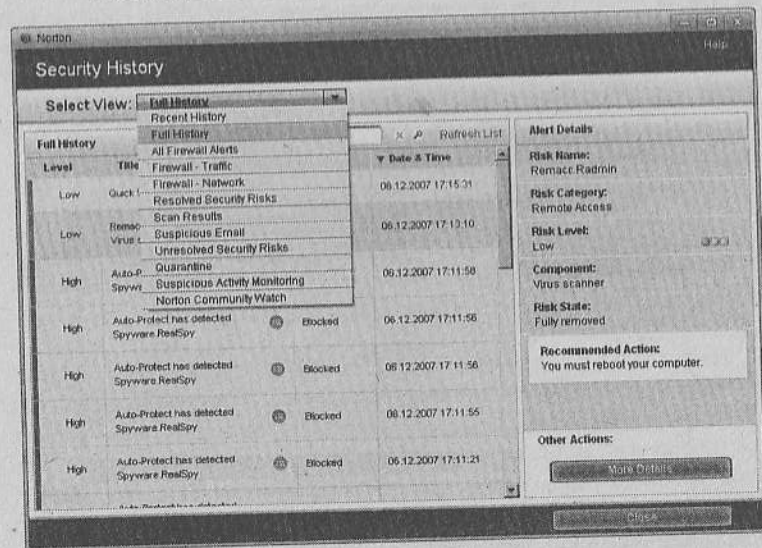 Norton
Help
Security History
Select View: Full History
Recent History
Full History
All Firewall Alerts
Firewall - Traffic
Firewall - Network
Resolved Security Risks
Scan Results
Suspicious Email
Unresolved Security Risks
Quarantine
Suspicious Activity Monitoring
Norton Community Watch
Full History
Refresh List
Level Title Date & Time
Low Quick 06.12.2007 17:15:31
Low Remac Virus 06.12.2007 17:13:10
High Auto-P Spywa 06.12.2007 17:11:58
High Auto-Protect has detected Blocked 06.12.2007 17:11:56
Spyware.RealSpy
High Auto-Protect has detected Blocked 06.12.2007 17:11:56
Spyware.RealSpy
High Auto-Protect has detected Blocked 06.12.2007 17:11:55
Spyware.RealSpy
High Auto-Protect has detected Blocked 06.12.2007 17:11:21
Spyware.RealSpy
Alert Details
Risk Name:
Remacc.Radmin
Risk Category:
Remote Access
Risk Level:
Low
Component:
Virus scanner
Risk State:
Fully removed
Recommended Action:
You must reboot your computer.
Other Actions:
More Details
Close